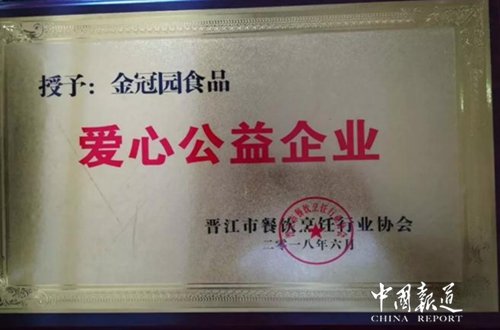 授予：金冠园食品
爱心公益企业
晋江市餐饮烹饪行业协会
二零一八年六月
中国报道
CHINA REPORT